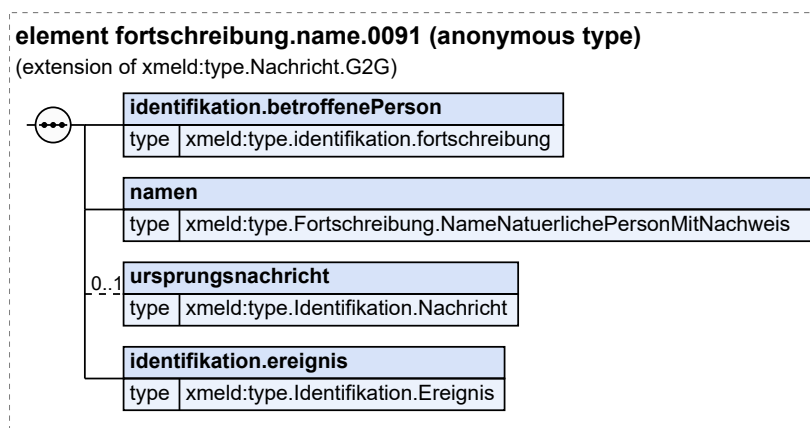 element fortschreibung.name.0091 (anonymous type)
(extension of xmeld:type.Nachricht.G2G)
identifikation.betroffenePerson
type xmeld:type.identifikation.fortschreibung
namen
type xmeld:type.Fortschreibung.NameNatuerlichePersonMitNachweis
0..1 ursprungsnachricht
type xmeld:type.Identifikation.Nachricht
identifikation.ereignis
type xmeld:type.Identifikation.Ereignis